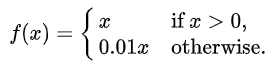 f(x) = { x if x > 0,
0.01x otherwise.